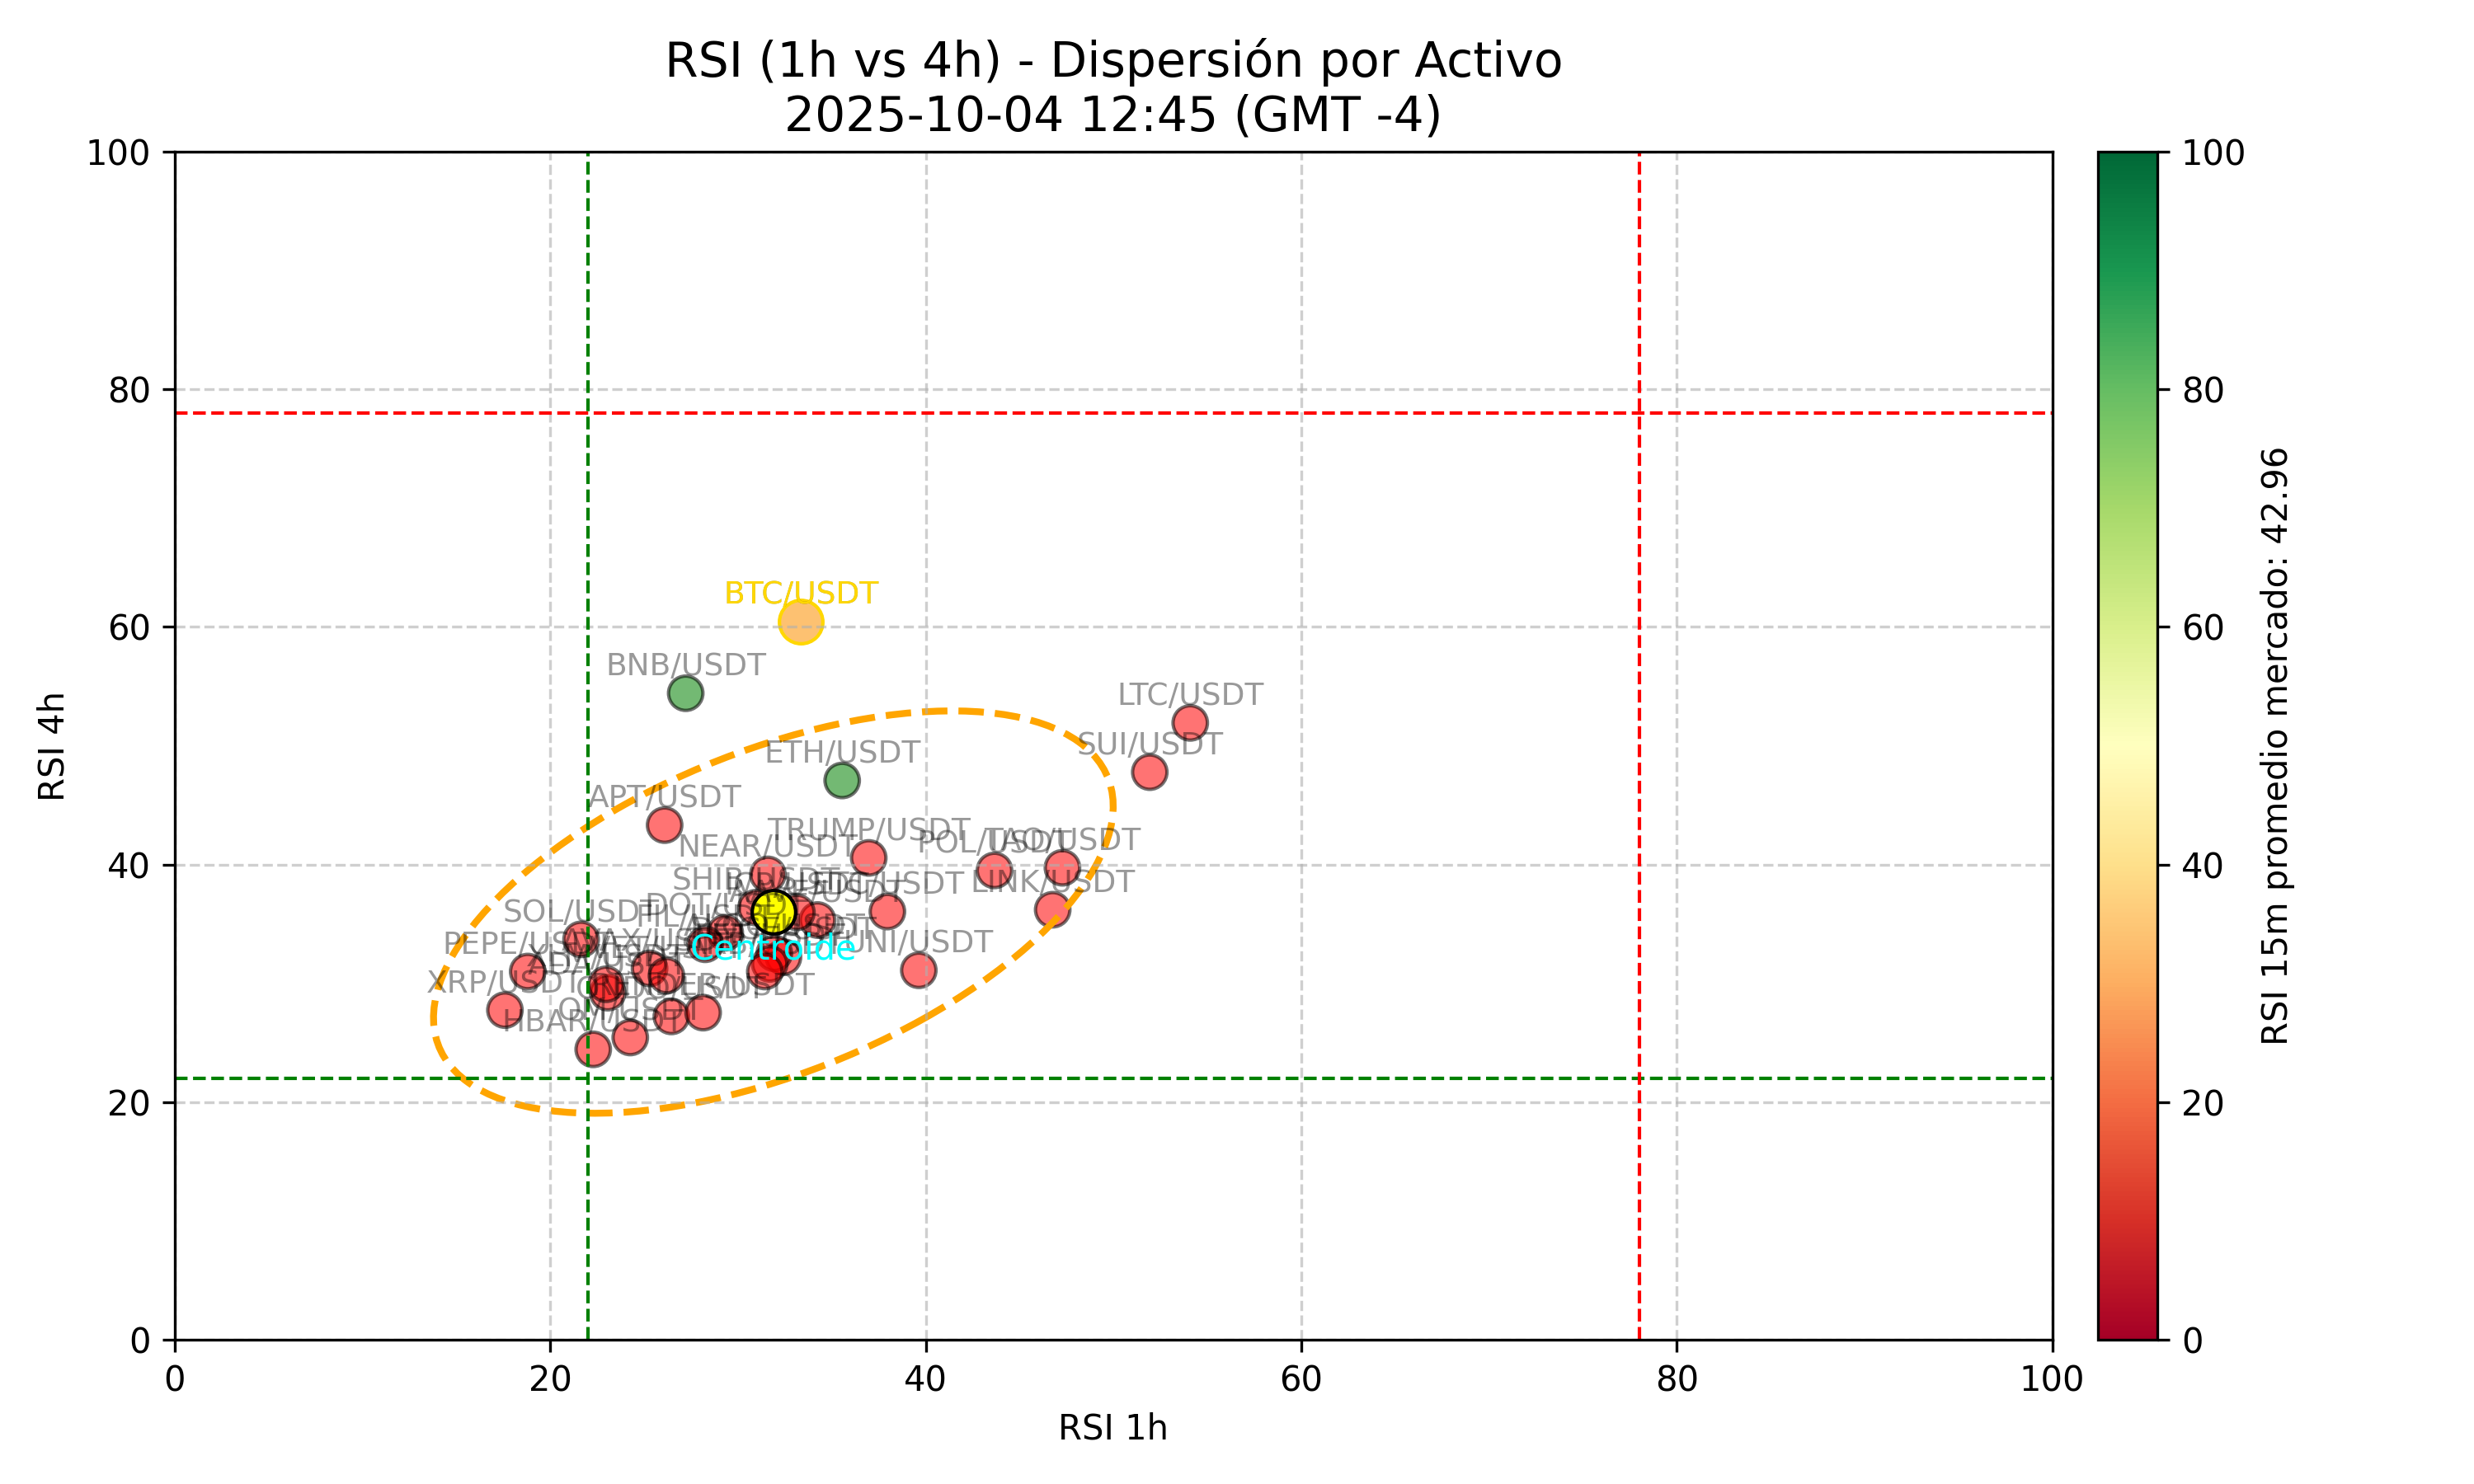 RSI (1h vs 4h) - Dispersión por Activo
2025-10-04 12:45 (GMT -4)
100
80
60
40
20
0
RSI 4h
BTC/USDT
BNB/USDT
LTC/USDT
SUI/USDT
ETH/USDT
APT/USDT
TRUMP/USDT
NEAR/USDT
POL/USDT
TAO/USDT
LINK/USDT
SHIB/USDT
DOT/USDT
SOL/USDT
PEPE/USDT
UNI/USDT
Centroide
XRP/USDT
ADA/USDT
HBAR/USDT
0
20
40
60
80
100
RSI 1h
100
80
60
40
20
0
RSI 15m promedio mercado: 42.96